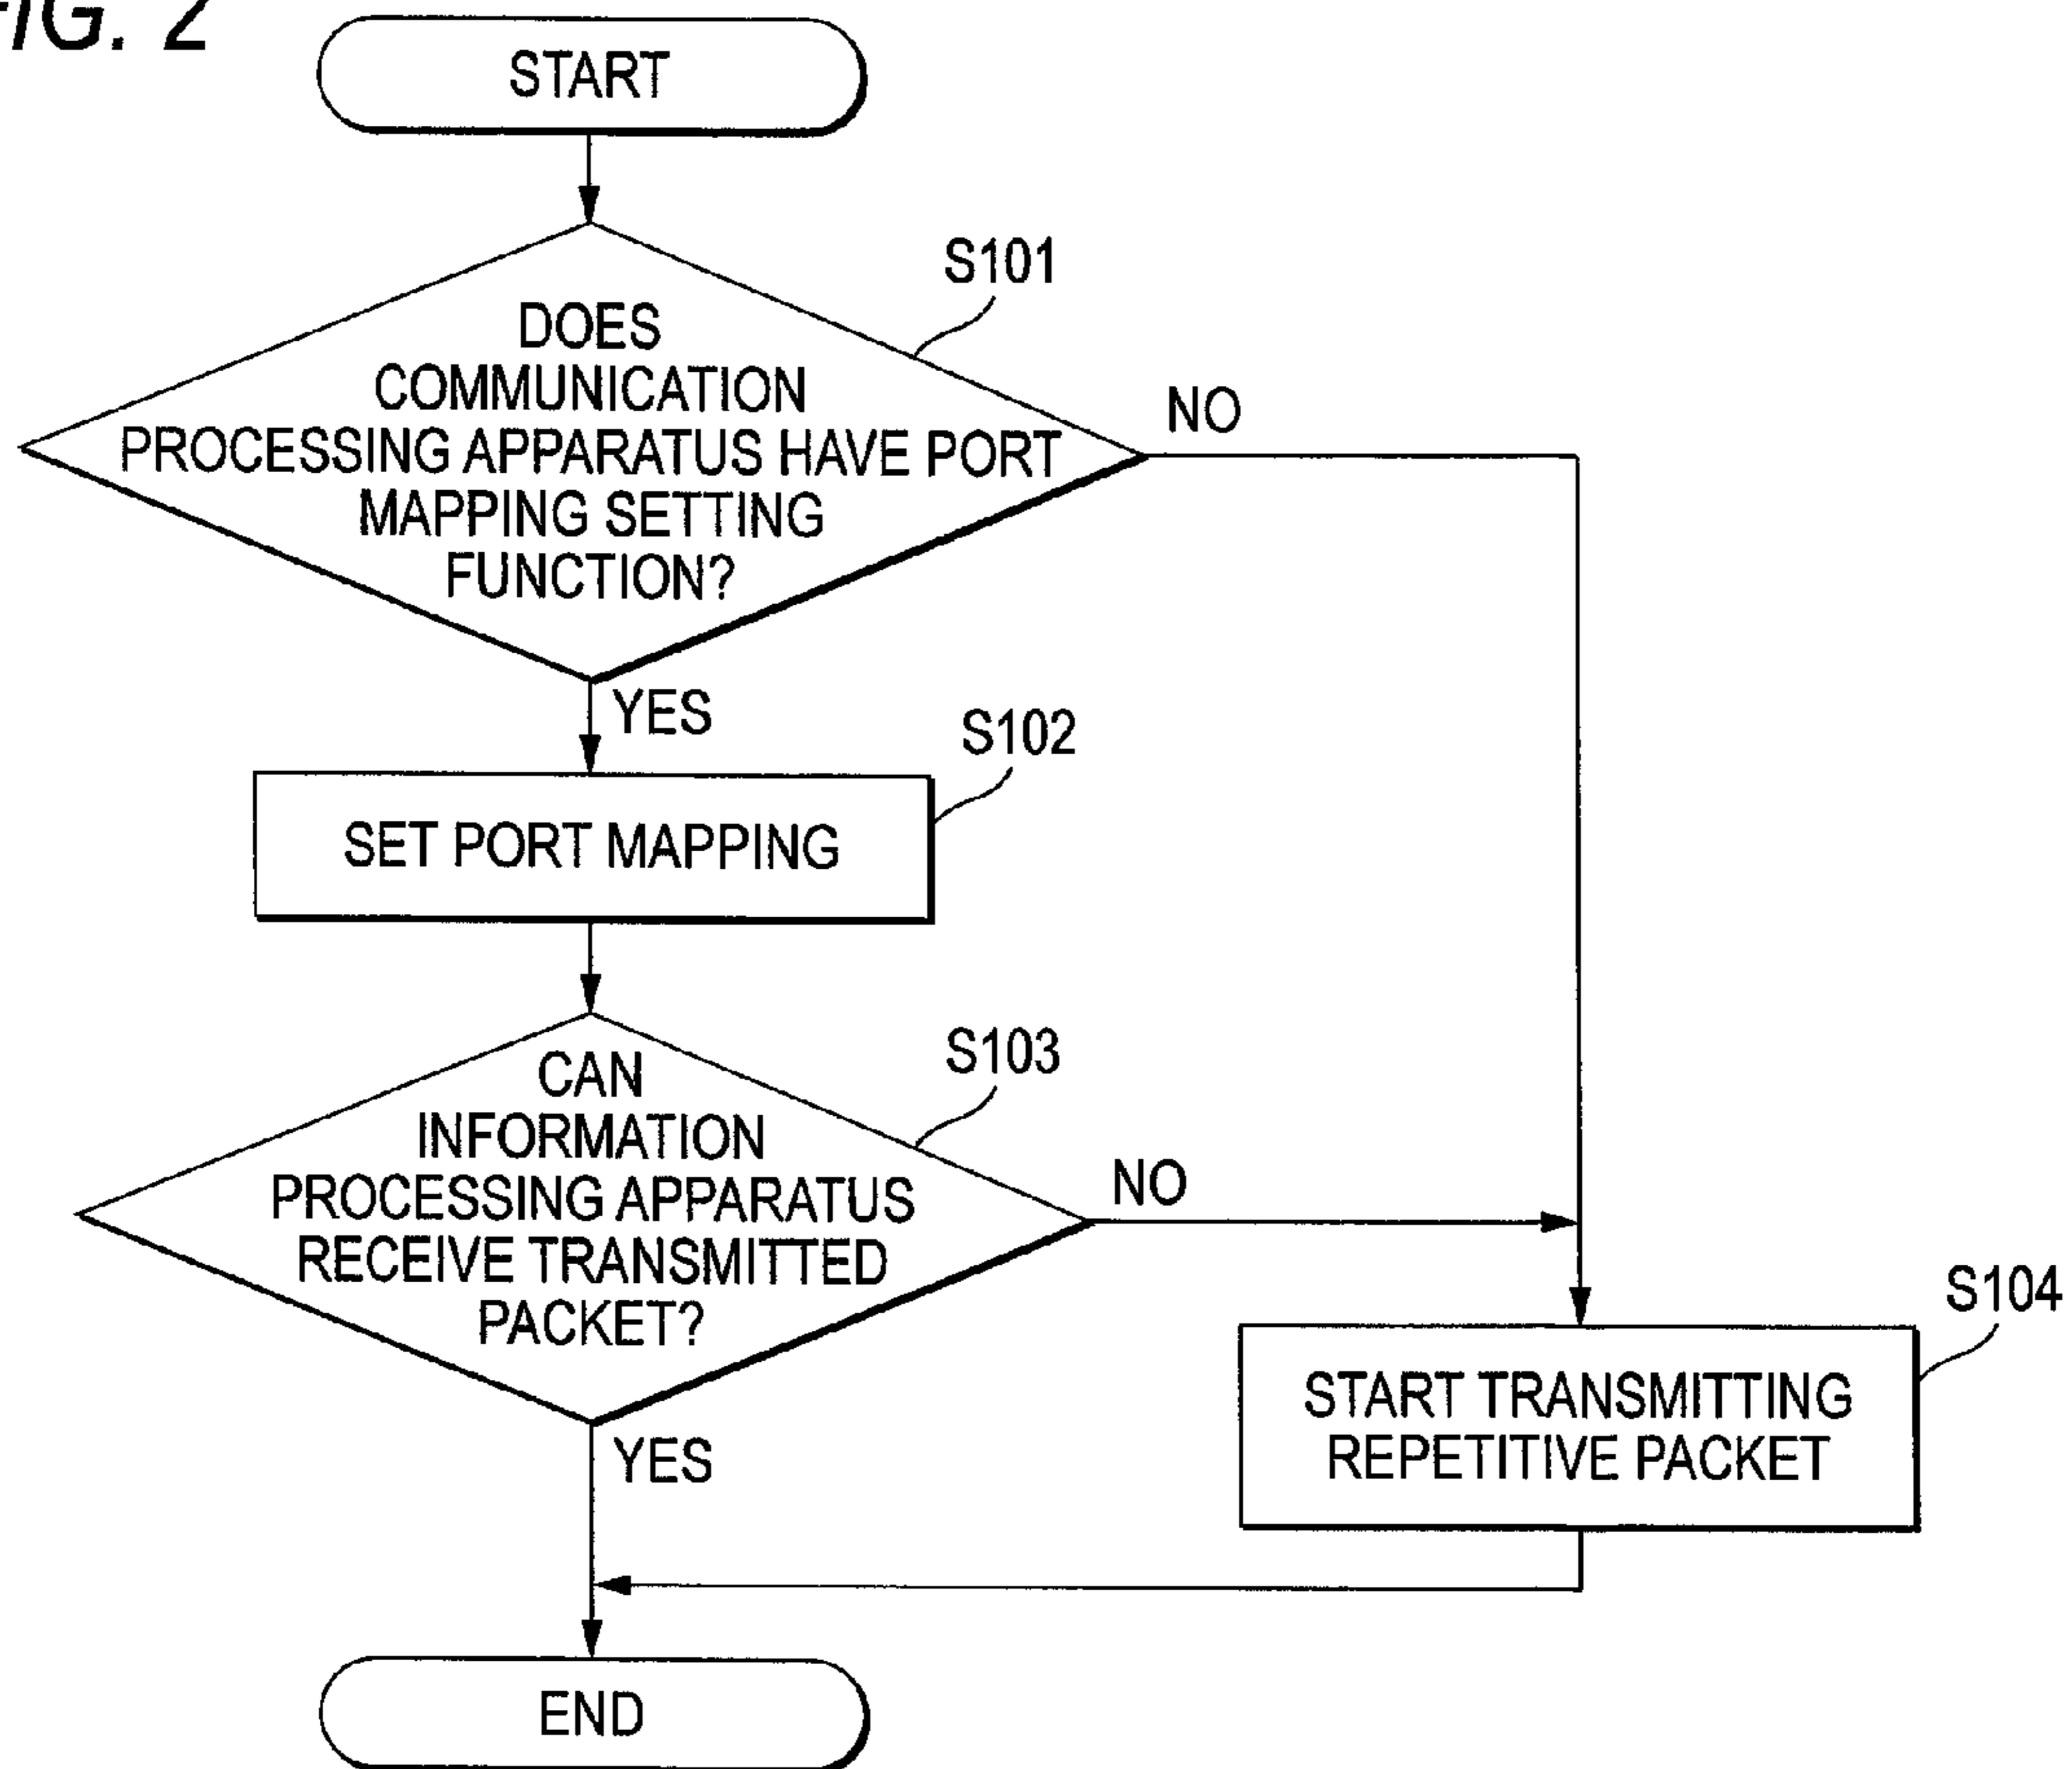 FIG. 2
START
S101
DOES
COMMUNICATION
PROCESSING APPARATUS HAVE PORT
MAPPING SETTING
FUNCTION?
NO
YES
S102
SET PORT MAPPING
S103
CAN
INFORMATION
PROCESSING APPARATUS
RECEIVE TRANSMITTED
PACKET?
NO
YES
S104
START TRANSMITTING
REPETITIVE PACKET
END